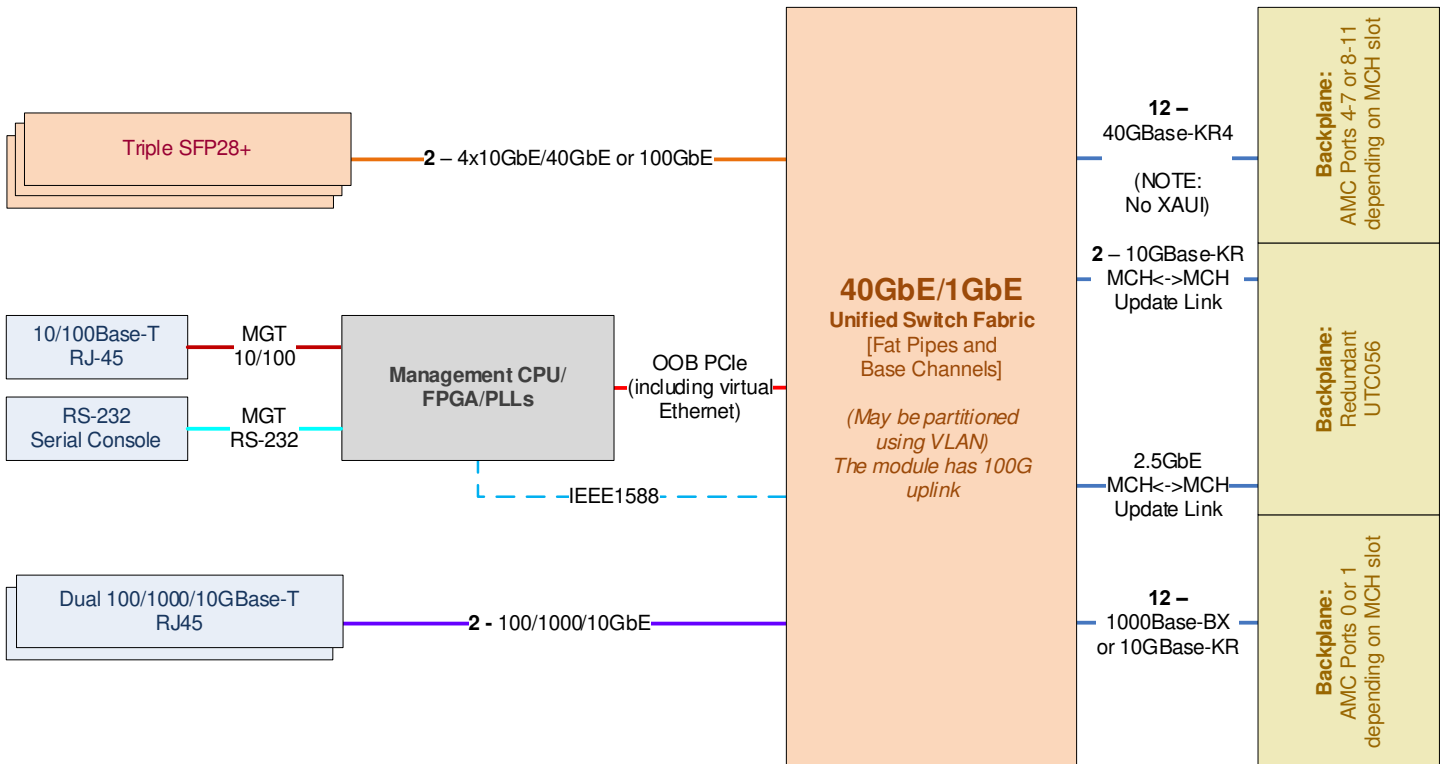 Triple SFP28+
2 – 4x10GbE/40GbE or 100GbE
10/100Base-T
RJ-45
MGT
10/100
RS-232
Serial Console
MGT
RS-232
Management CPU/
FPGA/PLLs
OOB PCIe
(including virtual
Ethernet)
IEEE1588
Dual 100/1000/10GBase-T
RJ45
2 - 100/1000/10GbE
40GbE/1GbE
Unified Switch Fabric
[Fat Pipes and
Base Channels]
(May be partitioned
using VLAN)
The module has 100G
uplink
12 –
40GBase-KR4
(NOTE:
No XAUI)
2 – 10GBase-KR
MCH<->MCH
Update Link
2.5GbE
MCH<->MCH
Update Link
12 –
1000Base-BX
or 10GBase-KR
Backplane:
AMC Ports 4-7 or 8-11
depending on MCH slot
Backplane:
Redundant
UTC056
Backplane:
AMC Ports 0 or 1
depending on MCH slot